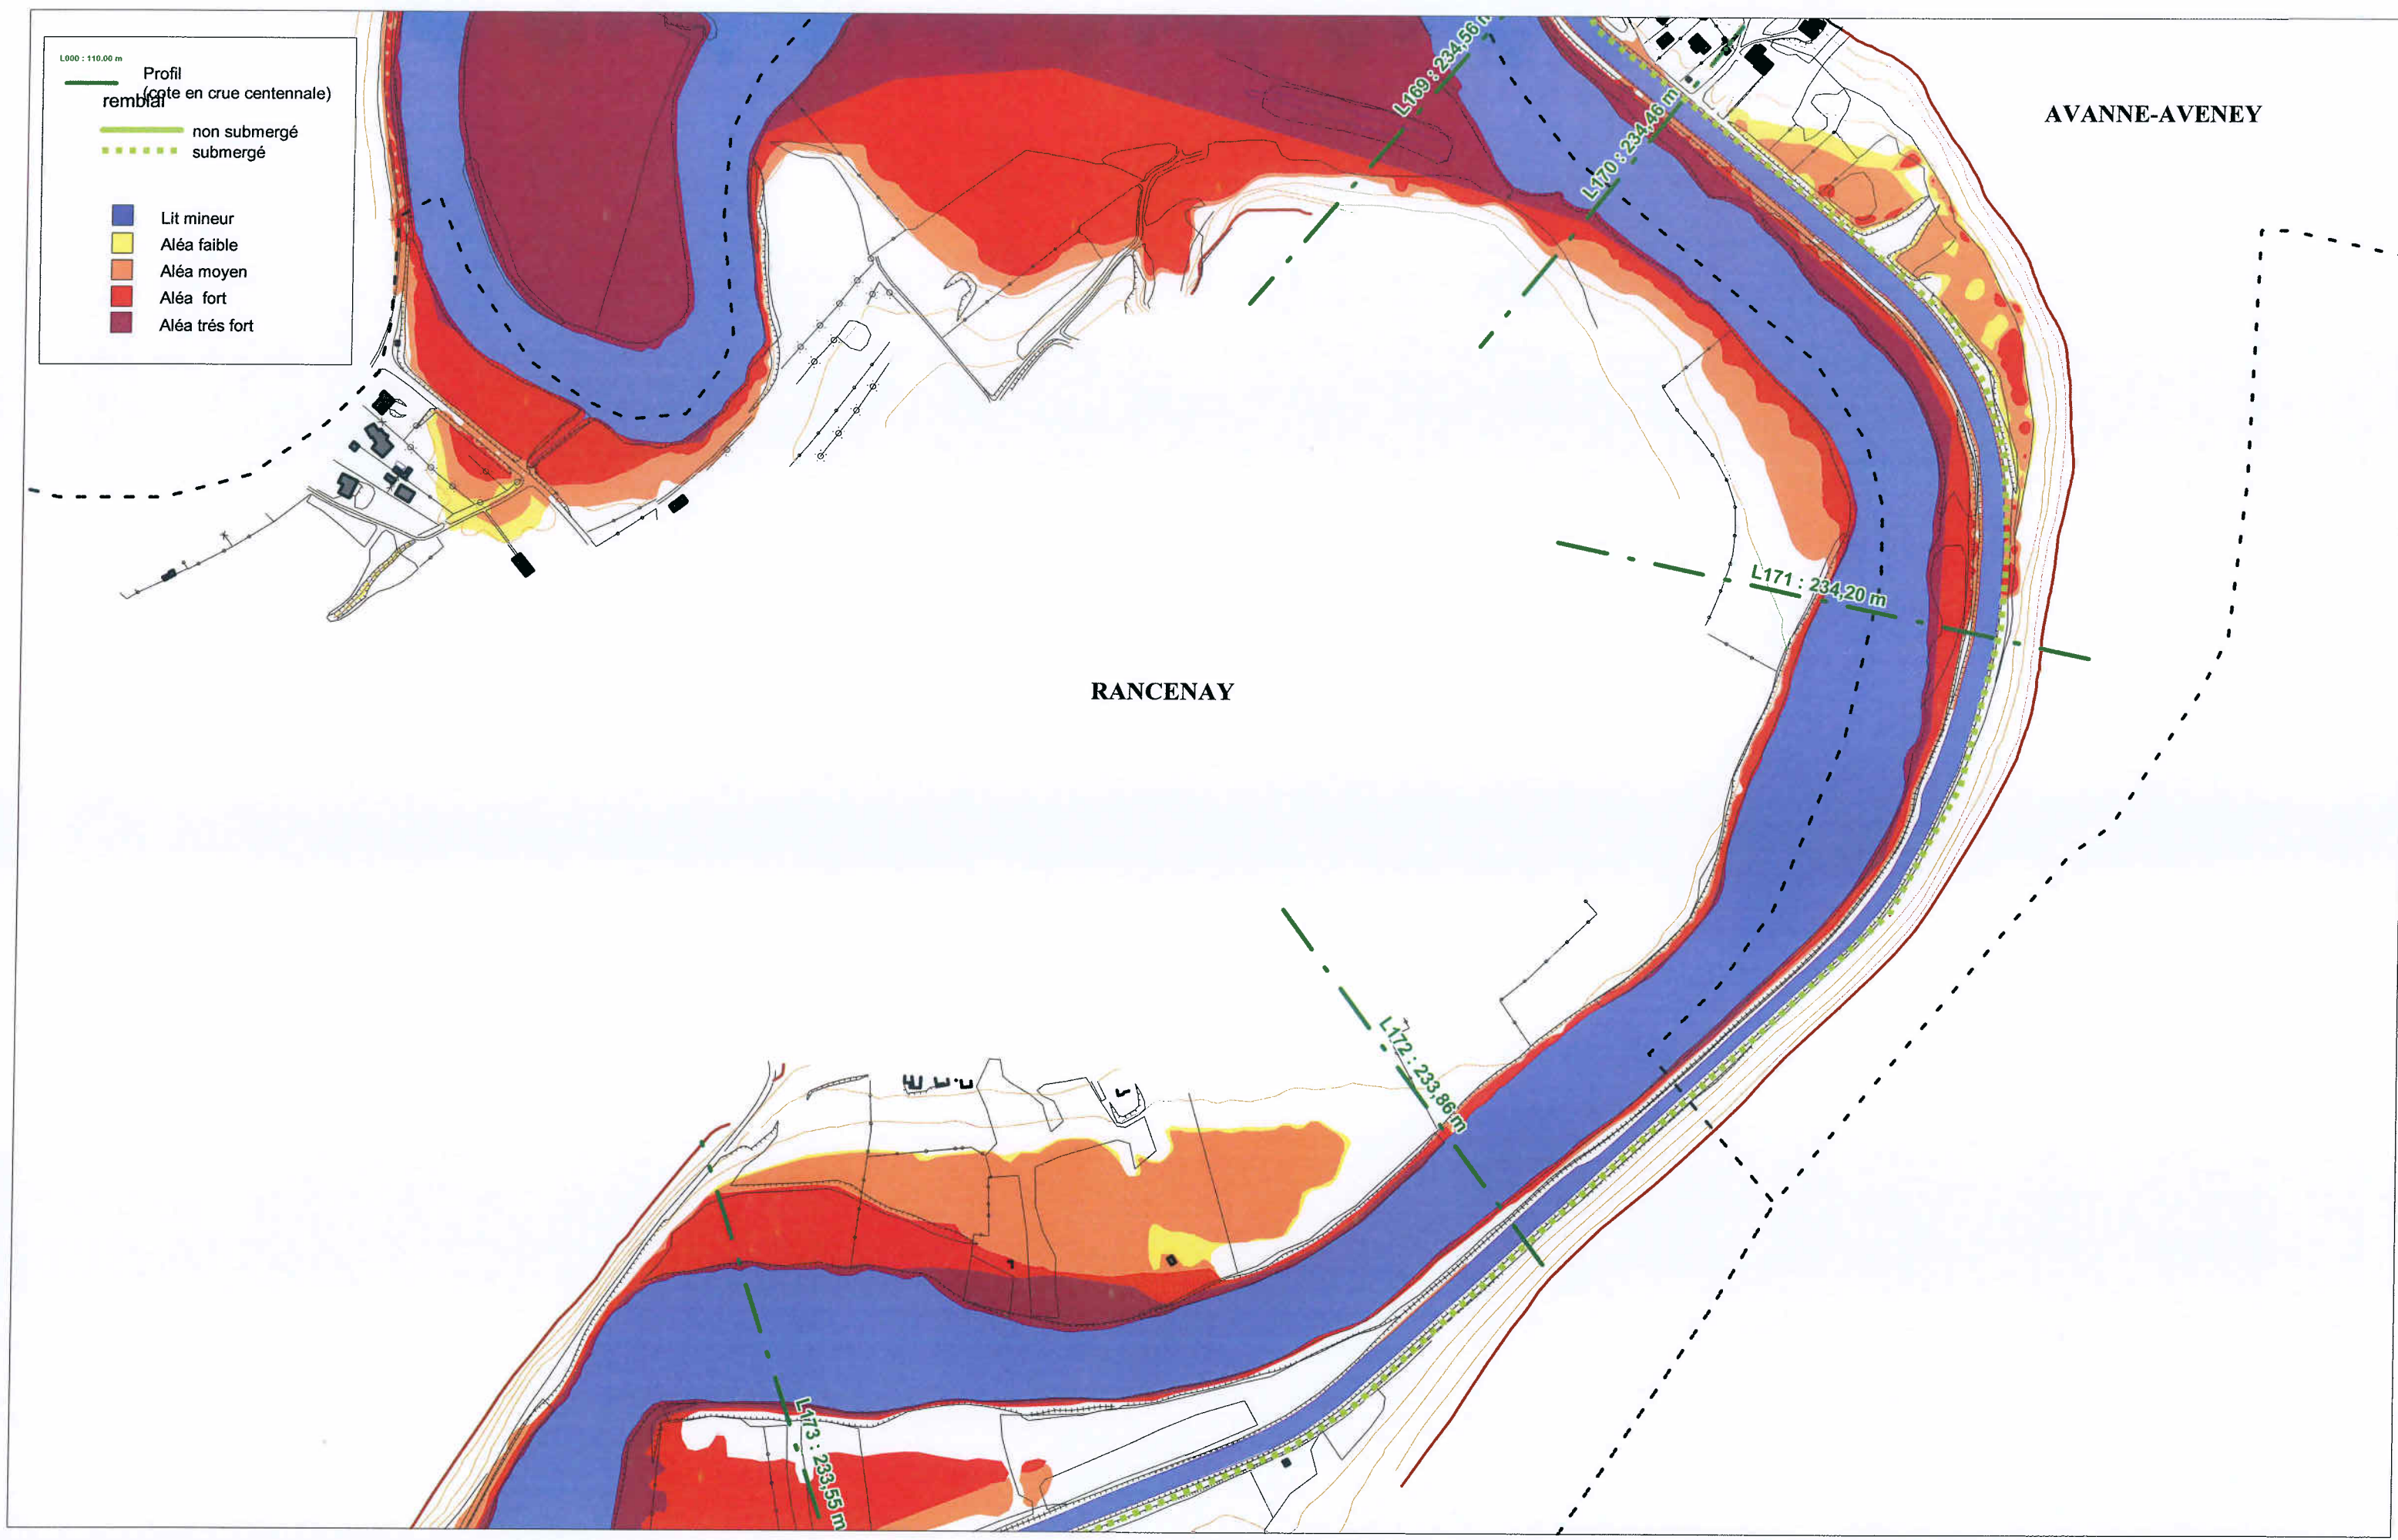 L000 : 110.00 m
Profil
(cote en crue centennale)
remblai
non submergé
submergé
Lit mineur
Aléa faible
Aléa moyen
Aléa fort
Aléa trés fort
L169 : 234,56 m
L170 : 234,46 m
AVANNE-AVENEY
L171 : 234,20 m
RANCENAY
L172 : 233,86 m
L173 : 233,55 m